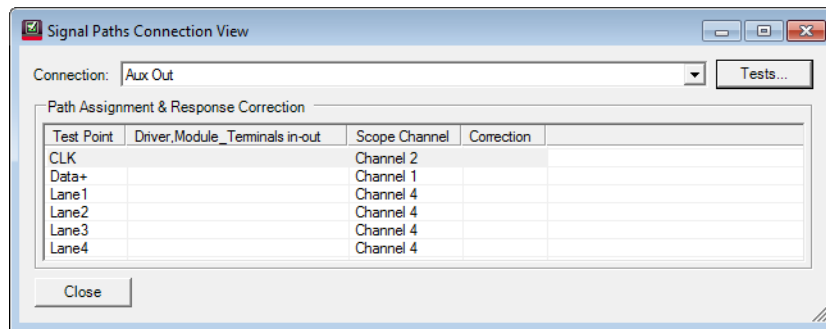 Signal Paths Connection View
Connection: Aux Out Tests...
Path Assignment & Response Correction
Test Point Driver,Module_Terminals in-out Scope Channel Correction
CLK Channel 2
Data+ Channel 1
Lane1 Channel 4
Lane2 Channel 4
Lane3 Channel 4
Lane4 Channel 4
Close